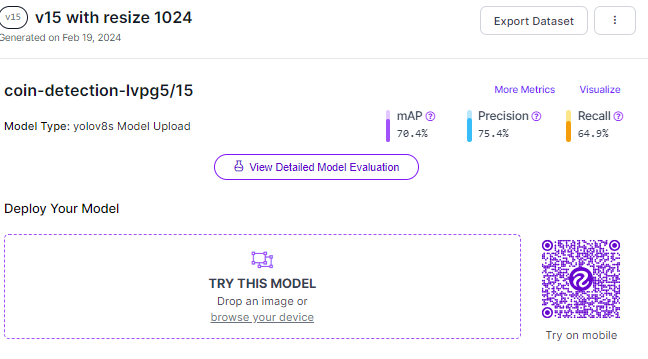 v15 v15 with resize 1024
Export Dataset
Generated on Feb 19, 2024
coin-detection-lvpg5/15
More Metrics Visualize
Model Type: yolov8s Model Upload
mAP ? Precision ? Recall ?
70.4% 75.4% 64.9%
View Detailed Model Evaluation
Deploy Your Model
TRY THIS MODEL
Drop an image or
browse your device
Try on mobile